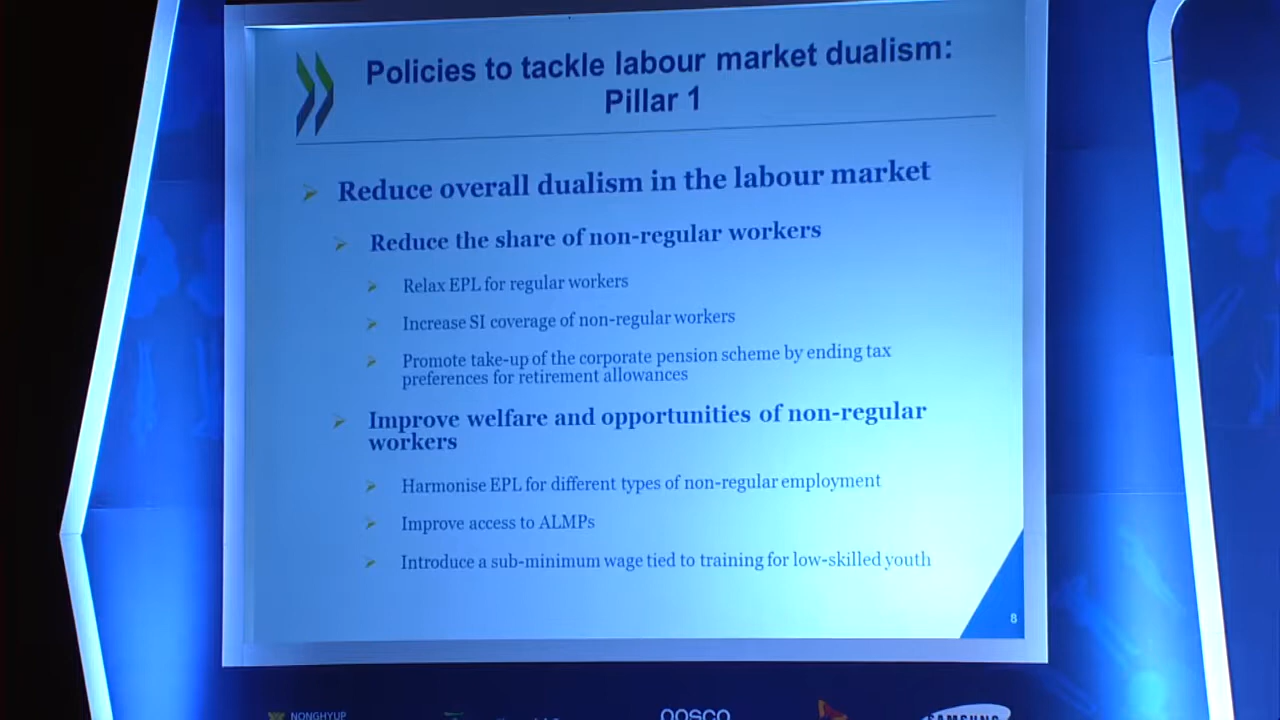 Policies to tackle labour market dualism:
Pillar 1
Reduce overall dualism in the labour market
Reduce the share of non-regular workers
Relax EPL for regular workers
Increase SI coverage of non-regular workers
Promote take-up of the corporate pension scheme by ending tax
preferences for retirement allowances
Improve welfare and opportunities of non-regular
workers
Harmonise EPL for different types of non-regular employment
Improve access to ALMPs
Introduce a sub-minimum wage tied to training for low-skilled youth
8
NONGHYUP
posco
SAMSUNG